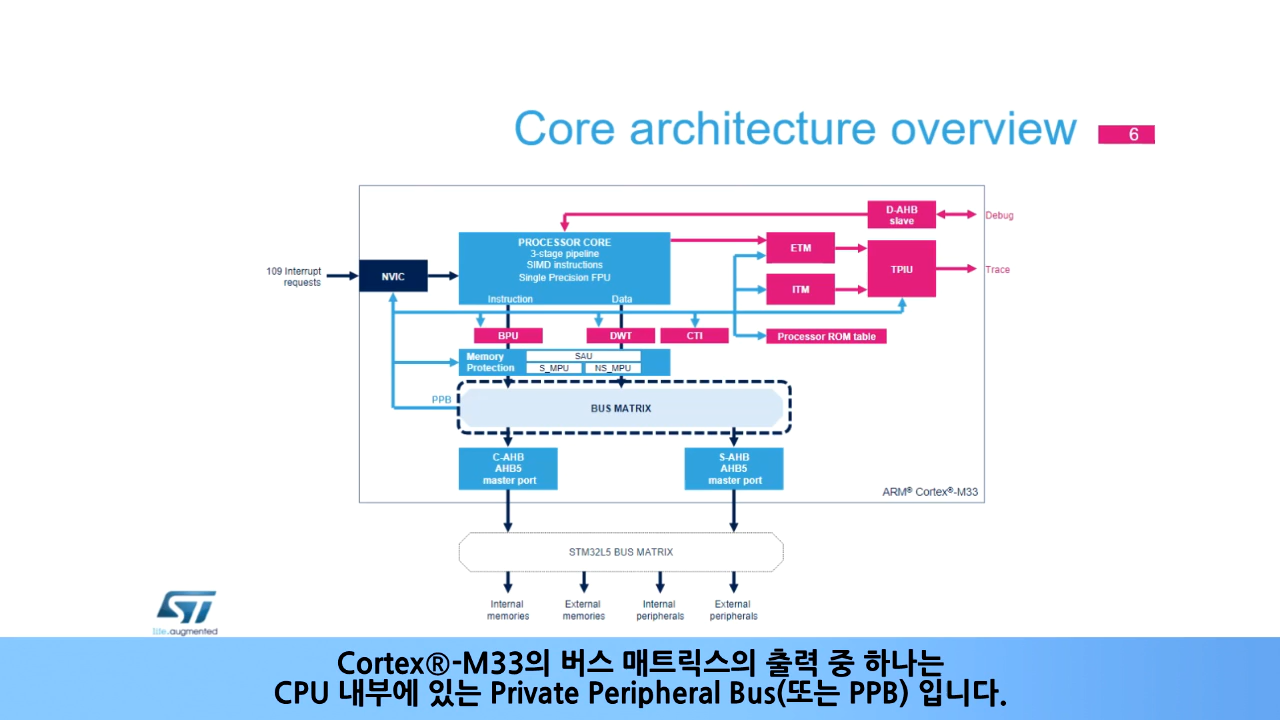 Core architecture overview
6
D-AHB
slave
Debug
PROCESSOR CORE
3-stage pipeline
SIMD instructions
Single Precision FPU
Instruction
Data
ETM
TPIU
Trace
109 Interrupt
requests
NVIC
ITM
BPU
DWT
CTI
Processor ROM table
Memory
Protection
SAU
S_MPU
NS_MPU
PPB
BUS MATRIX
C-AHB
AHB5
master port
S-AHB
AHB5
master port
ARM® Cortex®-M33
STM32L5 BUS MATRIX
Internal
memories
External
memories
Internal
peripherals
External
peripherals
ST
life.augmented
Cortex®-M33의 버스 매트릭스의 출력 중 하나는
CPU 내부에 있는 Private Peripheral Bus(또는 PPB) 입니다.